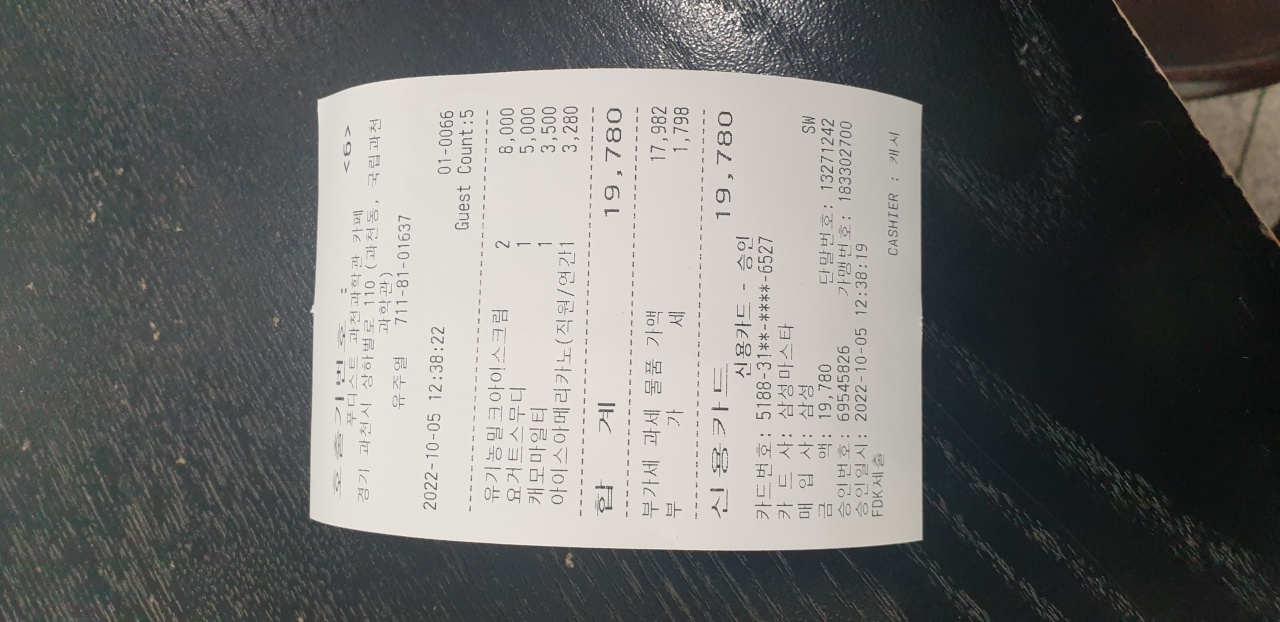 호출기번호 : <6>
푸디스트 과천과학관 카페
경기 과천시 상하벌로 110 (과천동, 국립과천
과학관)
유주열 711-81-01637
2022-10-05 12:38:22 01-0066
Guest Count:5
유기농밀크아이스크림 2 8,000
요거트스무디 1 5,000
캐모마일티 1 3,500
아이스아메리카노(직원/연간1 3,280
합 계 19,780
부가세 과세 물품 가액 17,982
부 가 세 1,798
신용카드 19,780
신용카드 - 승인
카드번호: 5188-31**-****-6527
카 드 사: 삼성마스타 SW
매 입 사: 삼성
금 액: 19,780 단말번호: 13271242
승인번호: 69545826 가맹번호: 183302700
승인일시: 2022-10-05 12:38:19
FDK제출
CASHIER : 캐시